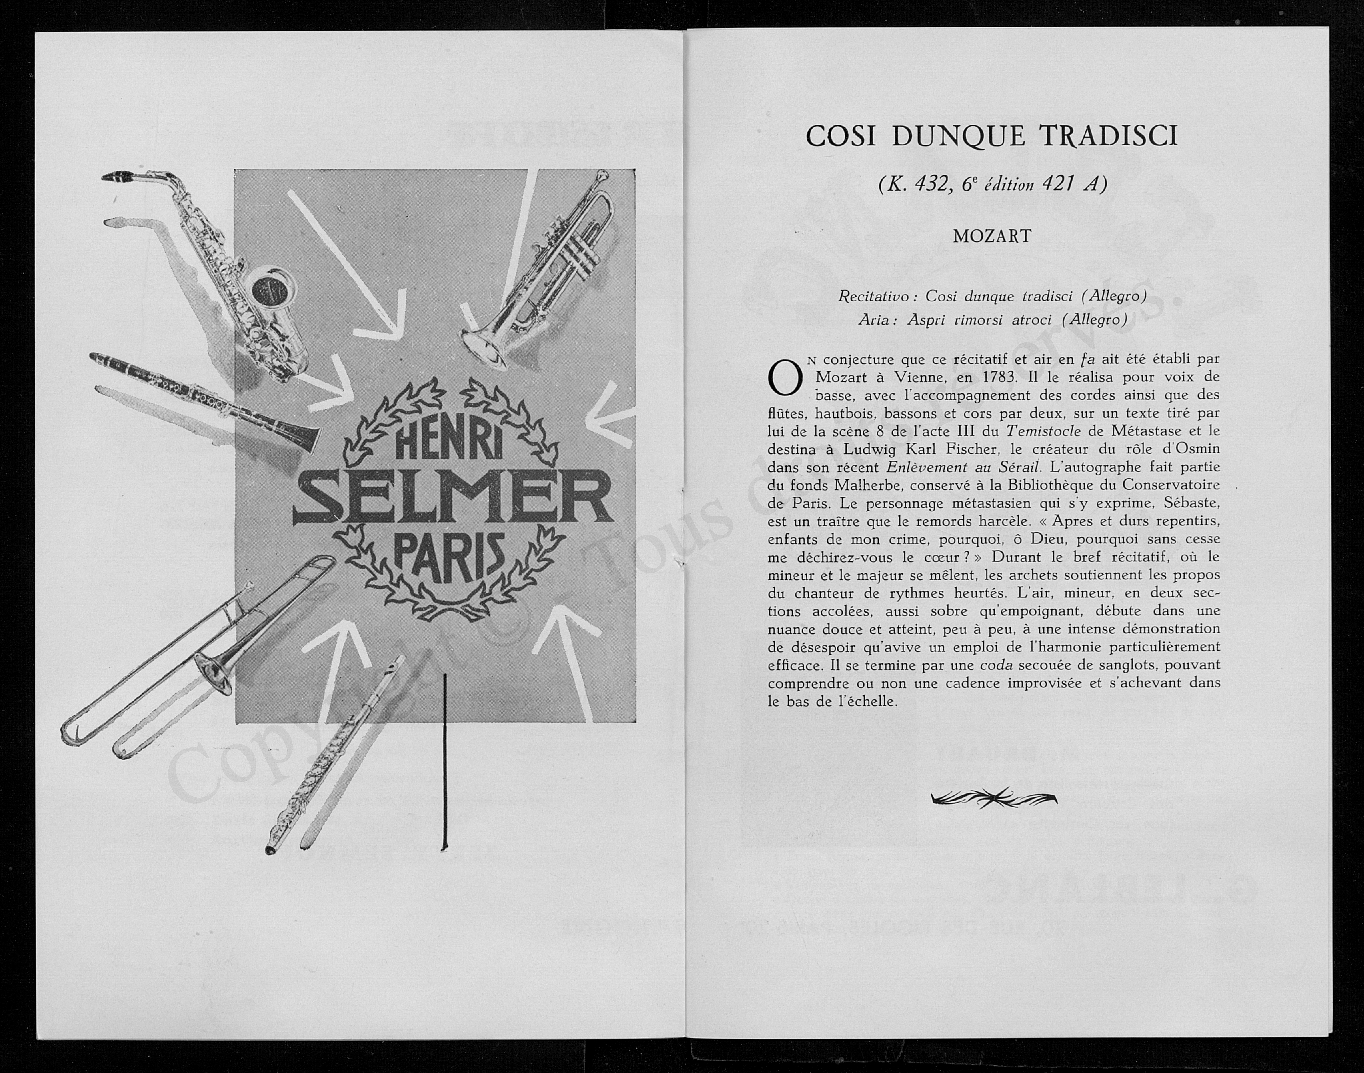 HENRI
SELMER
PARIS
COSI DUNQUE TRADISCI
(K. 432, 6e édition 421 A)
MOZART
Recitativo : Cosi dunque tradisci (Allegro)
Aria : Aspri rimorsi atroci (Allegro)
ON conjecture que ce récitatif et air en fa ait été établi par
Mozart à Vienne, en 1783. Il le réalisa pour voix de
basse, avec l'accompagnement des cordes ainsi que des
flûtes, hautbois, bassons et cors par deux, sur un texte tiré par
lui de la scène 8 de l'acte III du Temistocle de Métastase et le
destina à Ludwig Karl Fischer, le créateur du rôle d'Osmin
dans son récent Enlèvement au Sérail. L'autographe fait partie
du fonds Malherbe, conservé à la Bibliothèque du Conservatoire
de Paris. Le personnage métastasien qui s'y exprime, Sébaste,
est un traître que le remords harcèle. « Apres et durs repentirs,
enfants de mon crime, pourquoi, ô Dieu, pourquoi sans cesse
me déchirez-vous le cœur ? » Durant le bref récitatif, où le
mineur et le majeur se mêlent, les archets soutiennent les propos
du chanteur de rythmes heurtés. L'air, mineur, en deux sec-
tions accolées, aussi sobre qu'empoignant, débute dans une
nuance douce et atteint, peu à peu, à une intense démonstration
de désespoir qu'avive un emploi de l'harmonie particulièrement
efficace. Il se termine par une coda secouée de sanglots, pouvant
comprendre ou non une cadence improvisée et s'achevant dans
le bas de l'échelle.
Copyright © Tous droits réservés.